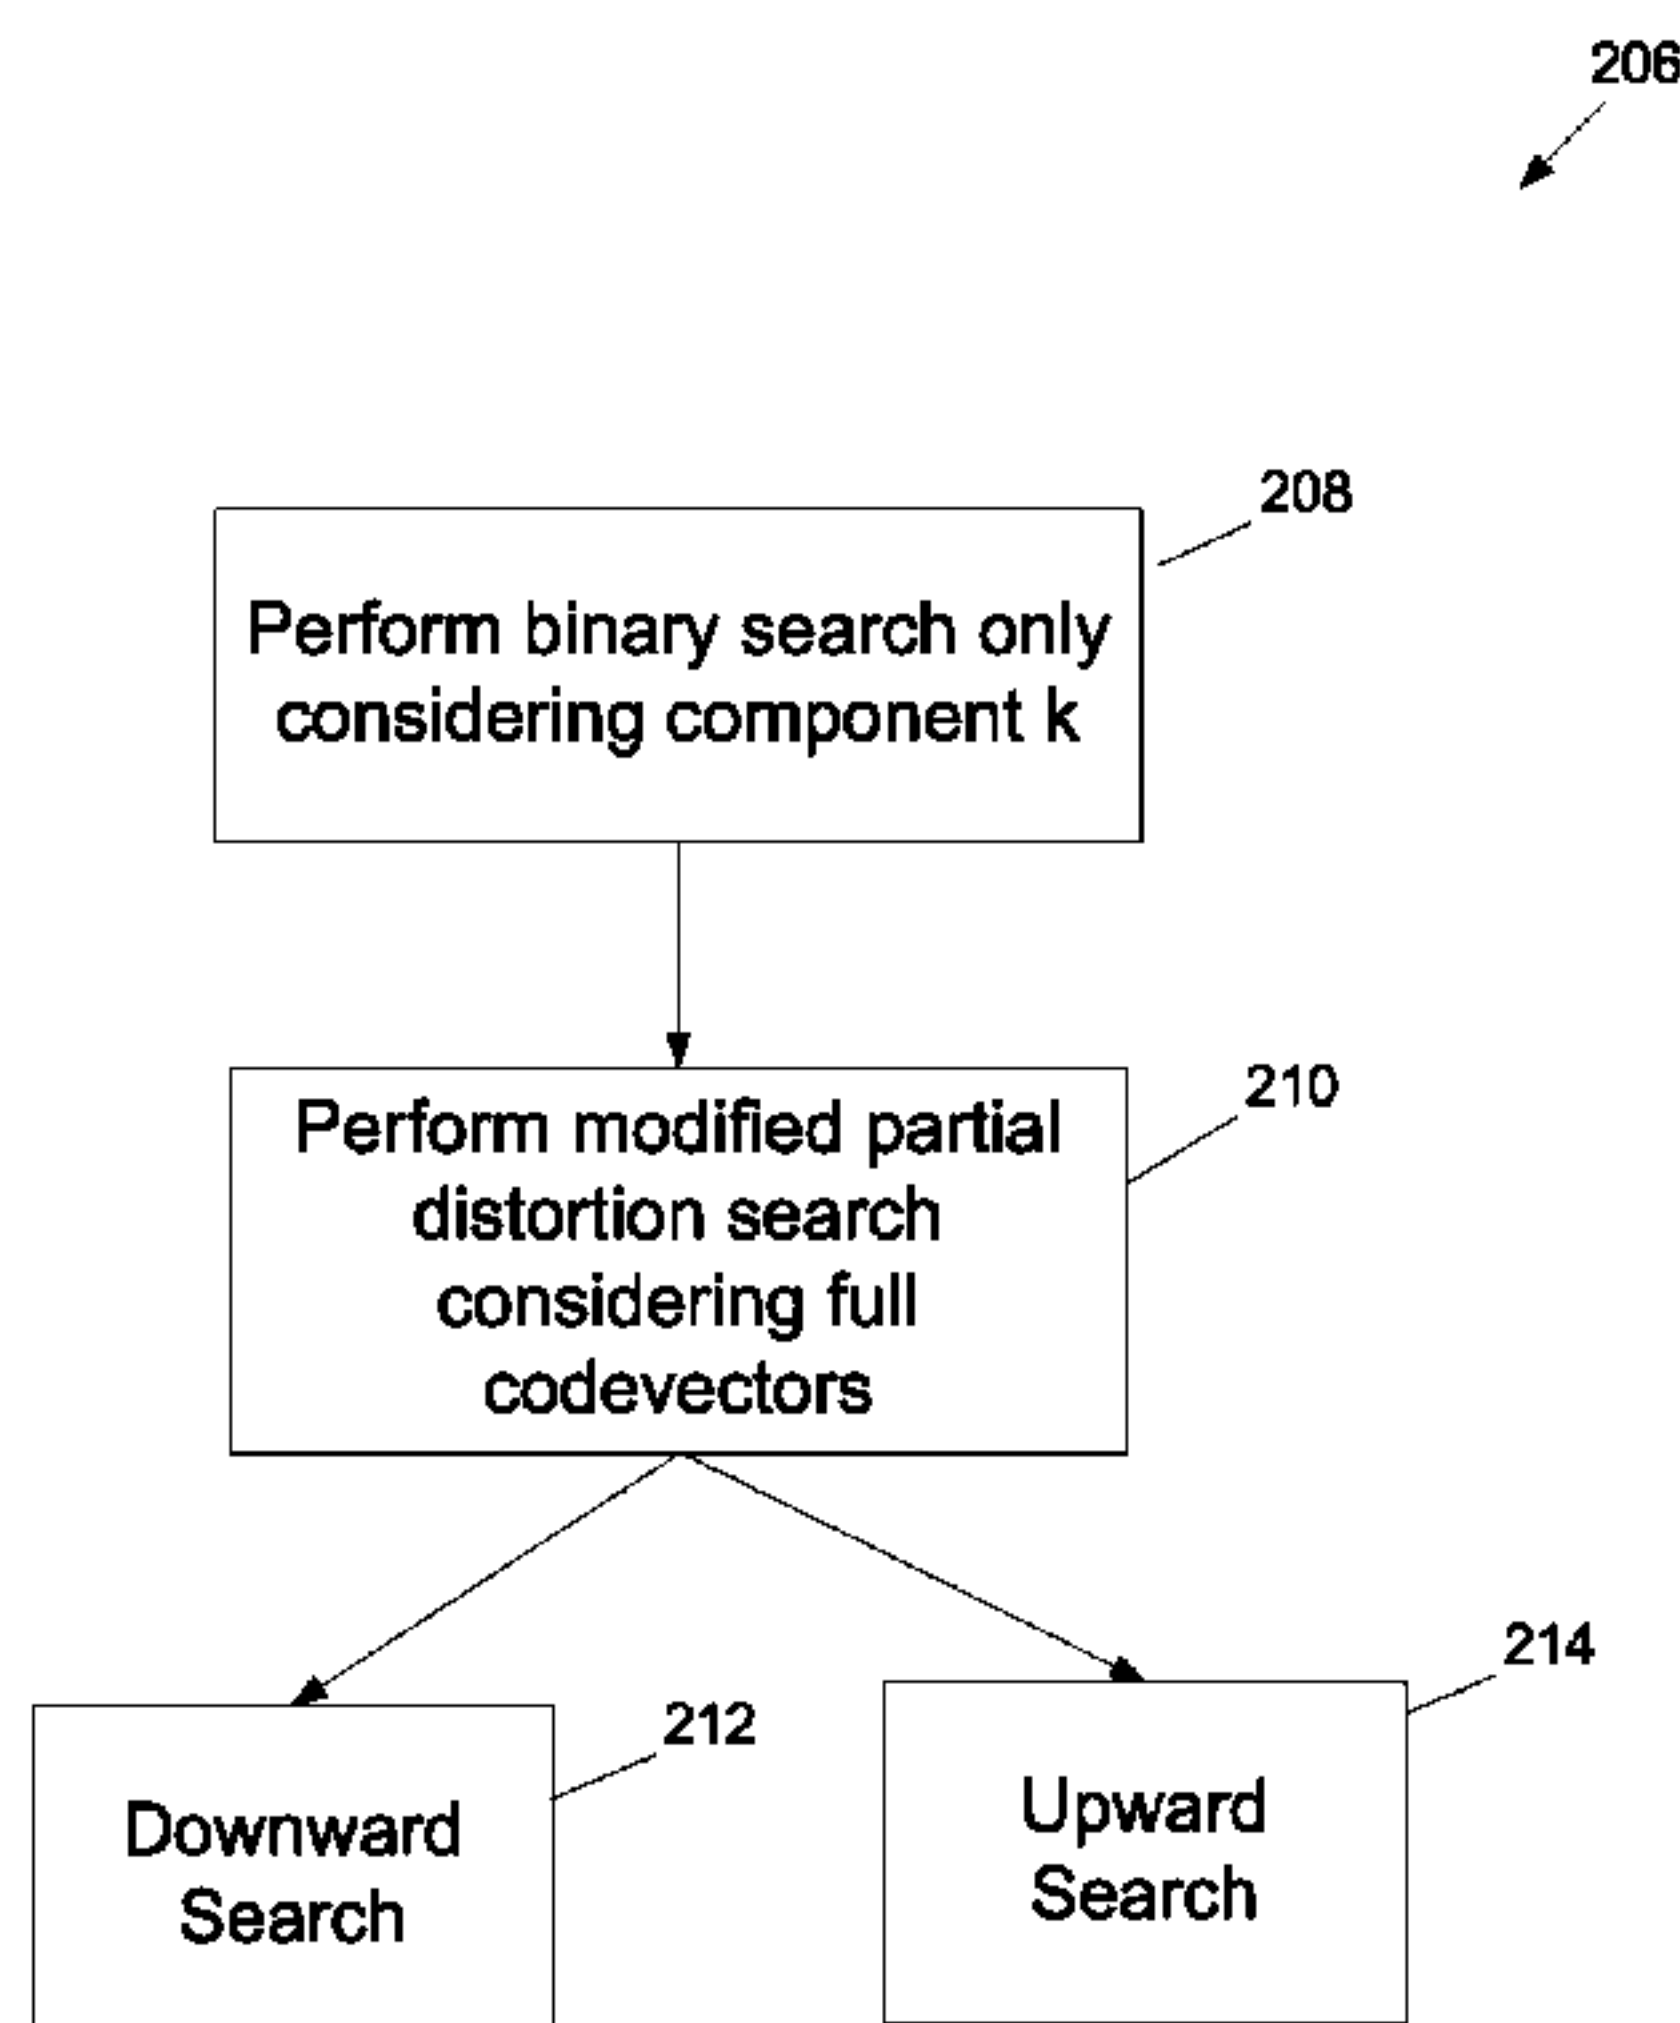 206
208
Perform binary search only
considering component k
210
Perform modified partial
distortion search
considering full
codevectors
212
Downward
Search
214
Upward
Search